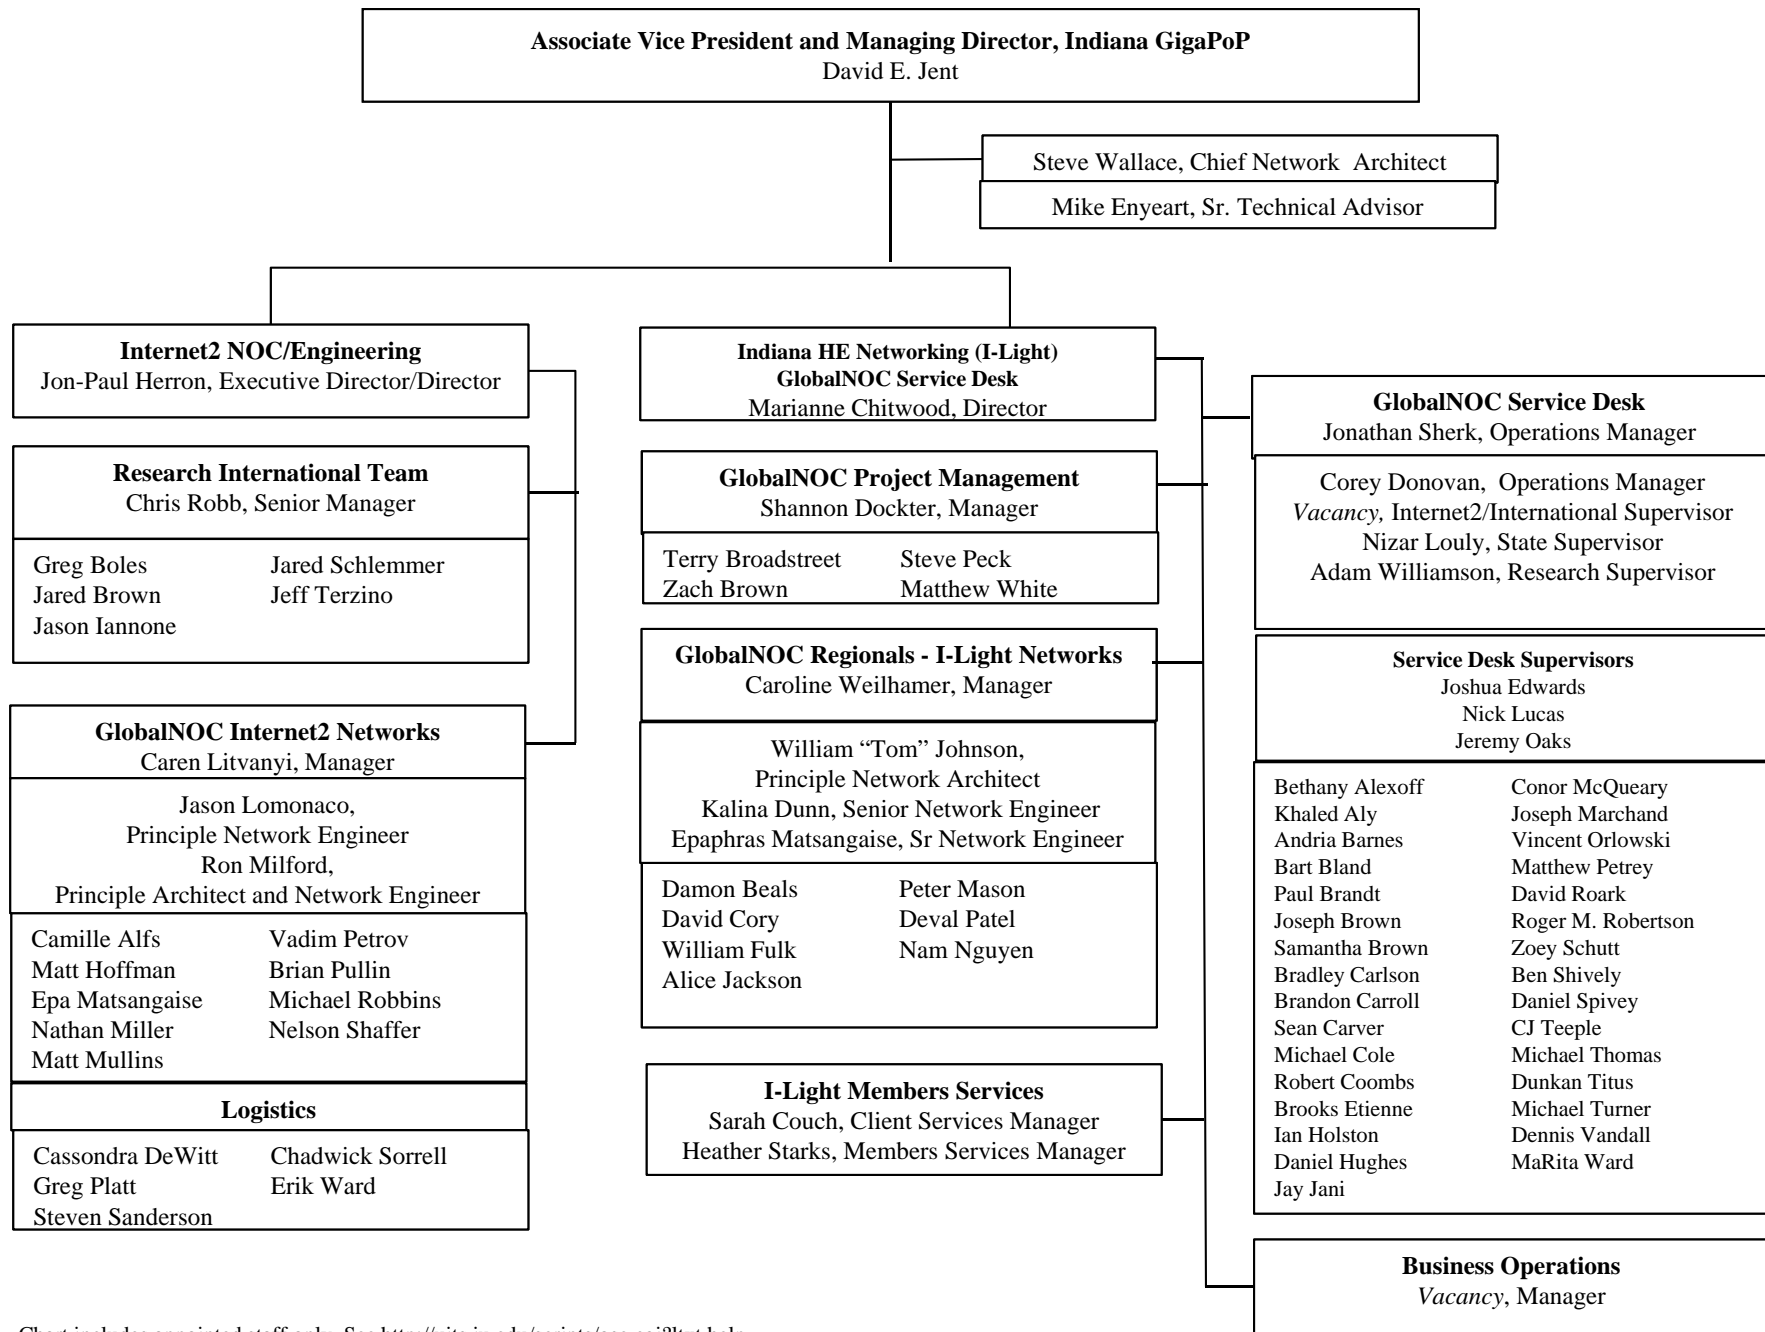 Associate Vice President and Managing Director, Indiana GigaPoP
David E. Jent
Steve Wallace, Chief Network Architect
Mike Enyeart, Sr. Technical Advisor
Internet2 NOC/Engineering
Jon-Paul Herron, Executive Director/Director
Research International Team
Chris Robb, Senior Manager
Greg Boles
Jared Brown
Jason Iannone
Jared Schlemmer
Jeff Terzino
GlobalNOC Internet2 Networks
Caren Litvanyi, Manager
Jason Lomonaco,
Principle Network Engineer
Ron Milford,
Principle Architect and Network Engineer
Camille Alfs
Matt Hoffman
Epa Matsangaise
Nathan Miller
Matt Mullins
Vadim Petrov
Brian Pullin
Michael Robbins
Nelson Shaffer
Logistics
Cassondra DeWitt
Greg Platt
Steven Sanderson
Chadwick Sorrell
Erik Ward
Indiana HE Networking (I-Light)
GlobalNOC Service Desk
Marianne Chitwood, Director
GlobalNOC Project Management
Shannon Dockter, Manager
Terry Broadstreet
Zach Brown
Steve Peck
Matthew White
GlobalNOC Regionals - I-Light Networks
Caroline Weilhamer, Manager
William “Tom” Johnson,
Principle Network Architect
Kalina Dunn, Senior Network Engineer
Epaphras Matsangaise, Sr Network Engineer
Damon Beals
David Cory
William Fulk
Alice Jackson
Peter Mason
Deval Patel
Nam Nguyen
I-Light Members Services
Sarah Couch, Client Services Manager
Heather Starks, Members Services Manager
GlobalNOC Service Desk
Jonathan Sherk, Operations Manager
Corey Donovan, Operations Manager
Vacancy, Internet2/International Supervisor
Nizar Louly, State Supervisor
Adam Williamson, Research Supervisor
Service Desk Supervisors
Joshua Edwards
Nick Lucas
Jeremy Oaks
Bethany Alexoff
Khaled Aly
Andria Barnes
Bart Bland
Paul Brandt
Joseph Brown
Samantha Brown
Bradley Carlson
Brandon Carroll
Sean Carver
Michael Cole
Robert Coombs
Brooks Etienne
Ian Holston
Daniel Hughes
Jay Jani
Conor McQueary
Joseph Marchand
Vincent Orlowski
Matthew Petrey
David Roark
Roger M. Robertson
Zoey Schutt
Ben Shively
Daniel Spivey
CJ Teeple
Michael Thomas
Dunkan Titus
Michael Turner
Dennis Vandall
MaRita Ward
Business Operations
Vacancy, Manager
Chart includes appointed staff only. See